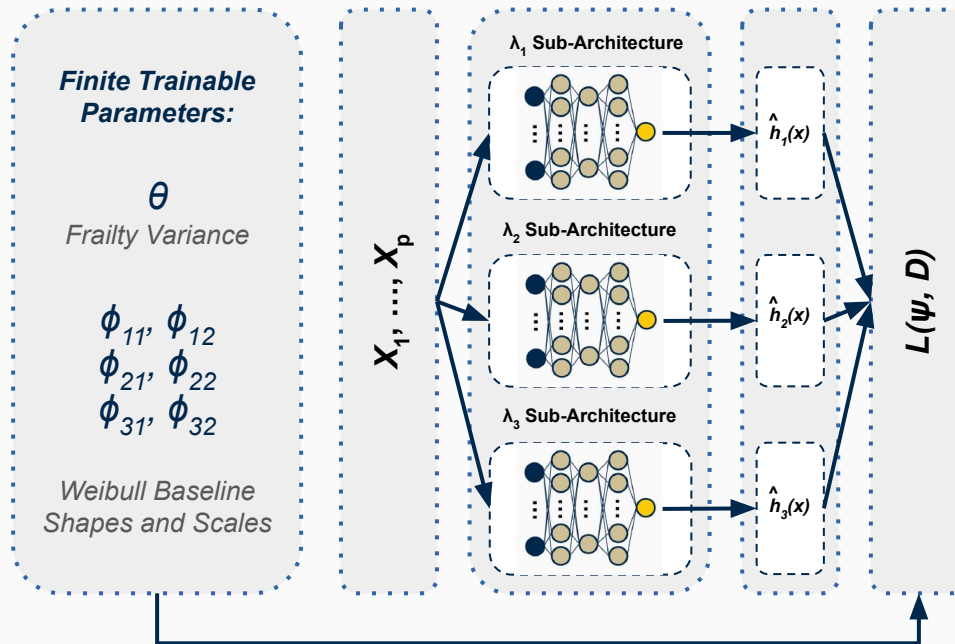 Finite Trainable
Parameters:
θ
Frailty Variance
ϕ₁₁, ϕ₁₂
ϕ₂₁, ϕ₂₂
ϕ₃₁, ϕ₃₂
Weibull Baseline
Shapes and Scales
X₁, ..., Xₚ
λ₁ Sub-Architecture
... ... ... ...
ĥ₁(x)
λ₂ Sub-Architecture
... ... ... ...
ĥ₂(x)
λ₃ Sub-Architecture
... ... ... ...
ĥ₃(x)
L(ψ, D)